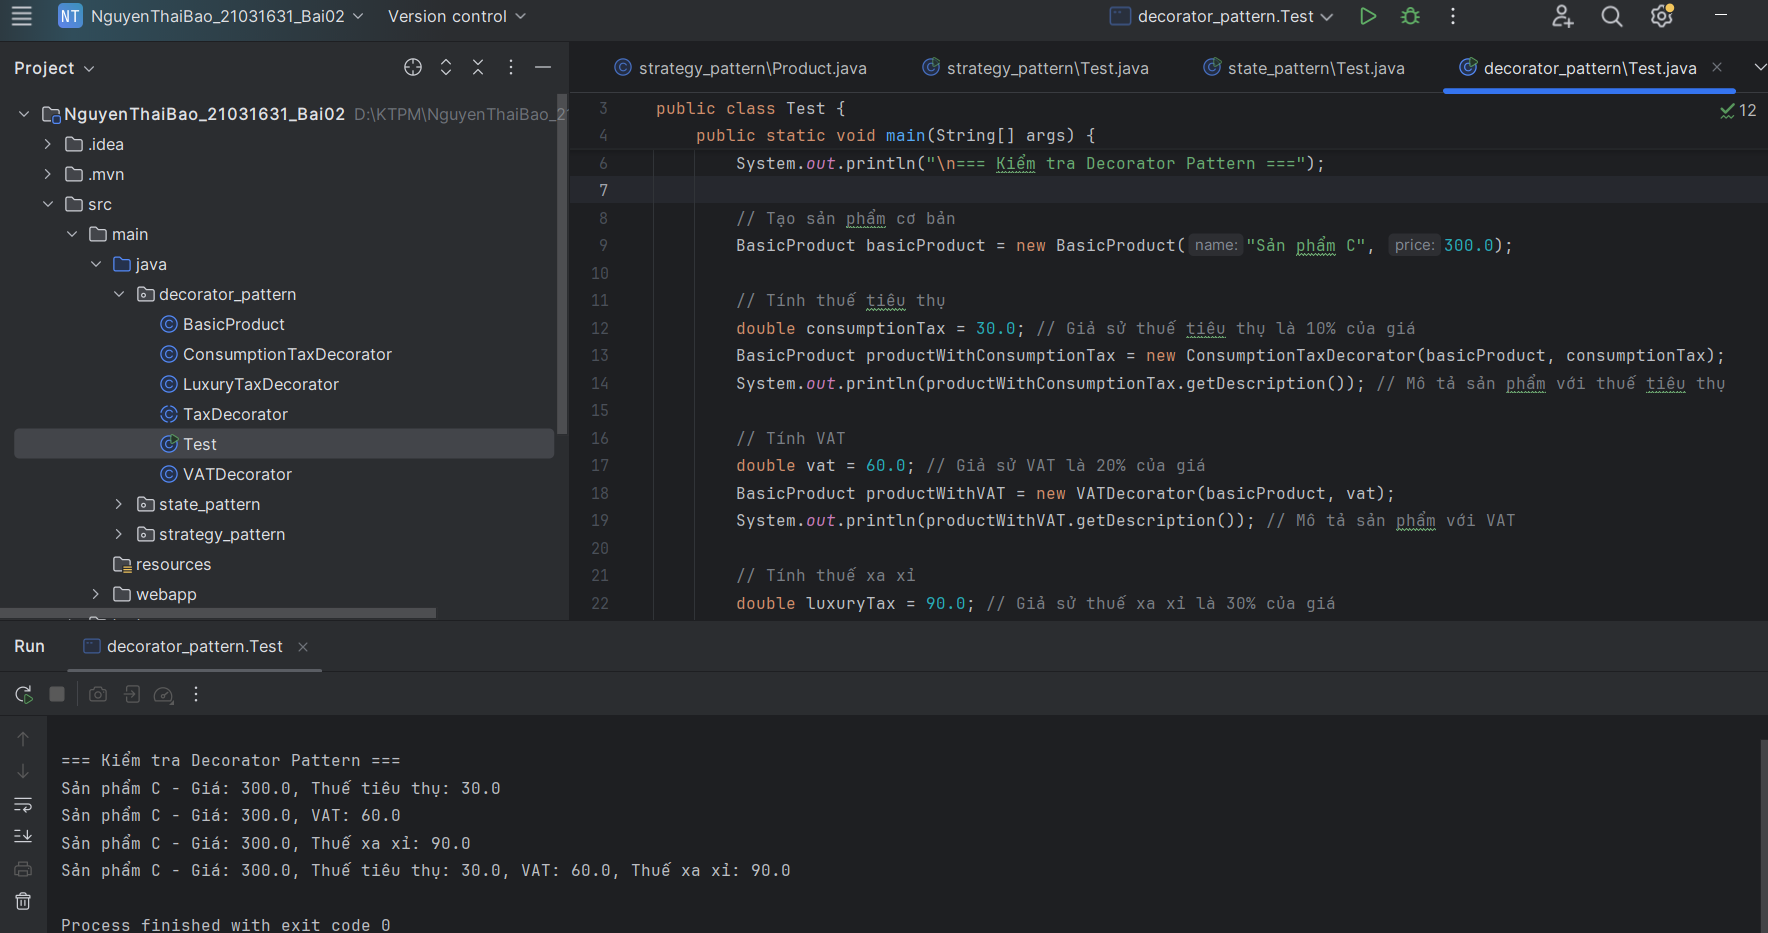 NT NguyenThaiBao_21031631_Bai02 Version control decorator_pattern.Test
Project
NguyenThaiBao_21031631_Bai02 D:\KTPM\NguyenThaiBao_2
.idea
.mvn
src
main
java
decorator_pattern
BasicProduct
ConsumptionTaxDecorator
LuxuryTaxDecorator
TaxDecorator
Test
VATDecorator
state_pattern
strategy_pattern
resources
webapp
strategy_pattern\Product.java strategy_pattern\Test.java state_pattern\Test.java decorator_pattern\Test.java
12
3 public class Test {
4 public static void main(String[] args) {
6 System.out.println("\n=== Kiểm tra Decorator Pattern ===");
7
8 // Tạo sản phẩm cơ bản
9 BasicProduct basicProduct = new BasicProduct( name: "Sản phẩm C", price: 300.0);
10
11 // Tính thuế tiêu thụ
12 double consumptionTax = 30.0; // Giả sử thuế tiêu thụ là 10% của giá
13 BasicProduct productWithConsumptionTax = new ConsumptionTaxDecorator(basicProduct, consumptionTax);
14 System.out.println(productWithConsumptionTax.getDescription()); // Mô tả sản phẩm với thuế tiêu thụ
15
16 // Tính VAT
17 double vat = 60.0; // Giả sử VAT là 20% của giá
18 BasicProduct productWithVAT = new VATDecorator(basicProduct, vat);
19 System.out.println(productWithVAT.getDescription()); // Mô tả sản phẩm với VAT
20
21 // Tính thuế xa xỉ
22 double luxuryTax = 90.0; // Giả sử thuế xa xỉ là 30% của giá
Run decorator_pattern.Test
=== Kiểm tra Decorator Pattern ===
Sản phẩm C - Giá: 300.0, Thuế tiêu thụ: 30.0
Sản phẩm C - Giá: 300.0, VAT: 60.0
Sản phẩm C - Giá: 300.0, Thuế xa xỉ: 90.0
Sản phẩm C - Giá: 300.0, Thuế tiêu thụ: 30.0, VAT: 60.0, Thuế xa xỉ: 90.0
Process finished with exit code 0